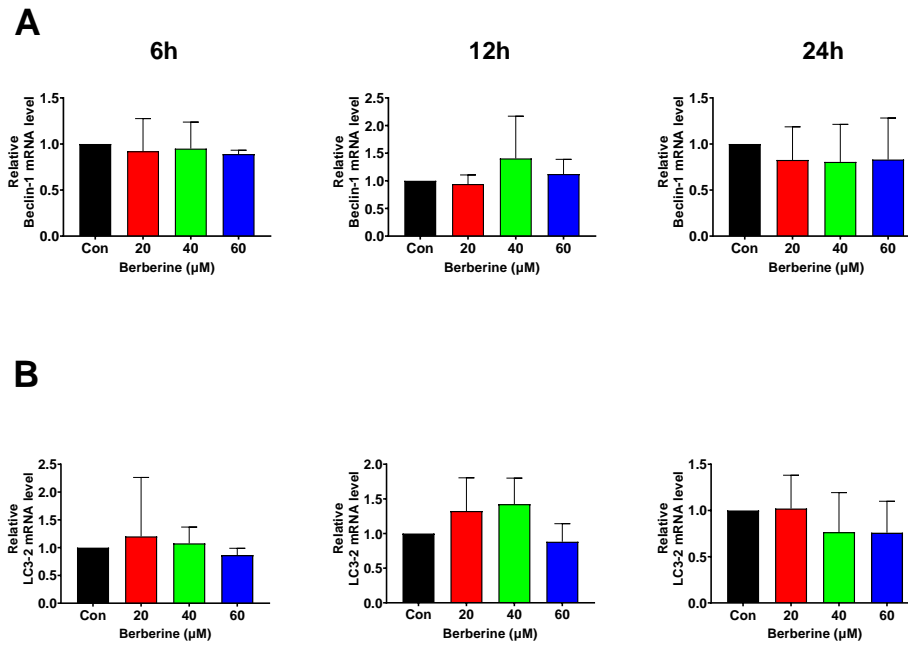 A
6h
12h
24h
Relative
Beclin-1 mRNA level
1.5
1.0
0.5
0.0
Con 20 40 60
Berberine (µM)
Relative
Beclin-1 mRNA level
2.5
2.0
1.5
1.0
0.5
0.0
Con 20 40 60
Berberine (µM)
Relative
Beclin-1 mRNA level
1.5
1.0
0.5
0.0
Con 20 40 60
Berberine (µM)
B
Relative
LC3-2 mRNA level
2.5
2.0
1.5
1.0
0.5
0.0
Con 20 40 60
Berberine (µM)
Relative
LC3-2 mRNA level
2.0
1.5
1.0
0.5
0.0
Con 20 40 60
Berberine (µM)
Relative
LC3-2 mRNA level
1.5
1.0
0.5
0.0
Con 20 40 60
Berberine (µM)